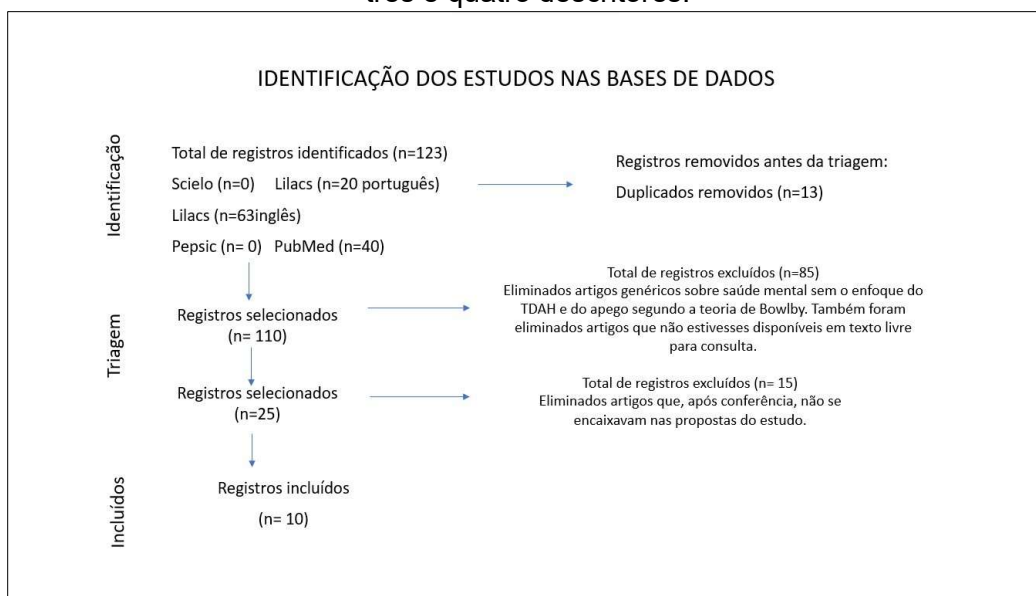 três e quatro descritores.
IDENTIFICAÇÃO DOS ESTUDOS NAS BASES DE DADOS
Identificação
Total de registros identificados (n=123)
Scielo (n=0) Lilacs (n=20 português)
Lilacs (n=63inglês)
Pepsic (n= 0) PubMed (n=40)
Registros removidos antes da triagem:
Duplicados removidos (n=13)
Triagem
Registros selecionados
(n= 110)
Total de registros excluídos (n=85)
Eliminados artigos genéricos sobre saúde mental sem o enfoque do
TDAH e do apego segundo a teoria de Bowlby. Também foram
eliminados artigos que não estivesses disponíveis em texto livre
para consulta.
Registros selecionados
(n=25)
Total de registros excluídos (n= 15)
Eliminados artigos que, após conferência, não se
encaixavam nas propostas do estudo.
Incluídos
Registros incluídos
(n= 10)